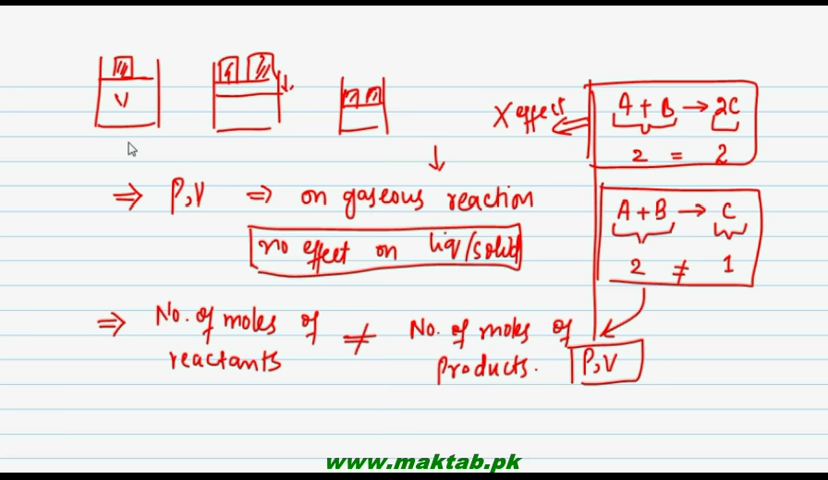 V
X effect
A + B → 2C
2 = 2
⇒ P,V ⇒ on gaseous reaction
no effect on liq/solid
A + B → C
2 ≠ 1
⇒ No. of moles of reactants ≠ No. of moles of products.
P,V
www.maktab.pk